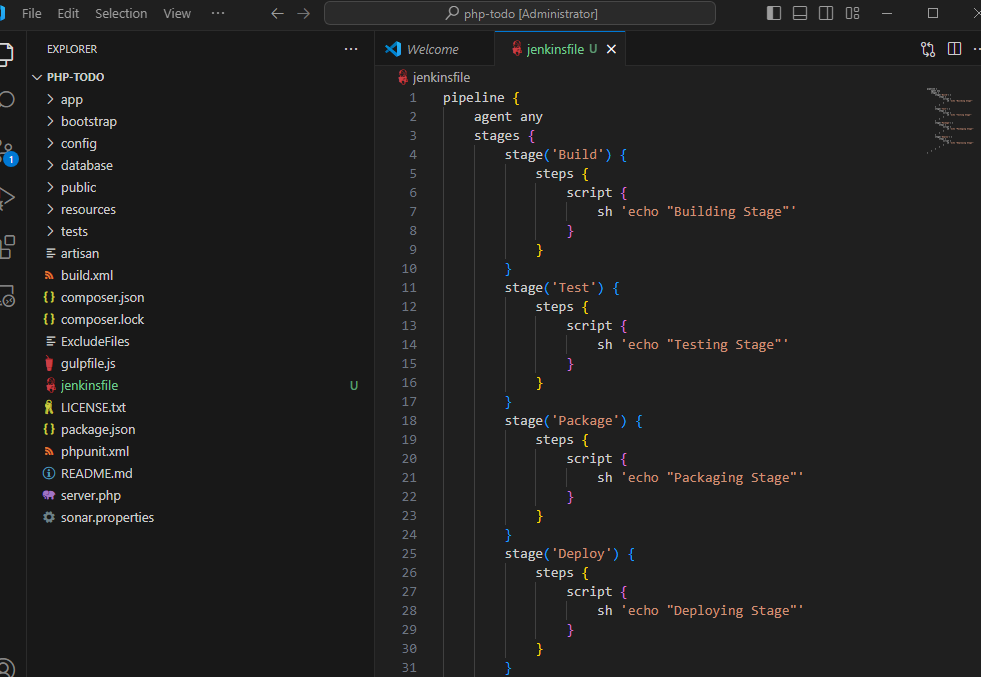 File Edit Selection View ··· php-todo [Administrator]
EXPLORER ···
Welcome
jenkinsfile U
PHP-TODO
app
bootstrap
config
1
database
public
resources
tests
artisan
build.xml
composer.json
composer.lock
ExcludeFiles
gulpfile.js
jenkinsfile U
LICENSE.txt
package.json
phpunit.xml
README.md
server.php
sonar.properties
jenkinsfile
1 pipeline {
2 agent any
3 stages {
4 stage('Build') {
5 steps {
6 script {
7 sh 'echo "Building Stage"'
8 }
9 }
10 }
11 stage('Test') {
12 steps {
13 script {
14 sh 'echo "Testing Stage"'
15 }
16 }
17 }
18 stage('Package') {
19 steps {
20 script {
21 sh 'echo "Packaging Stage"'
22 }
23 }
24 }
25 stage('Deploy') {
26 steps {
27 script {
28 sh 'echo "Deploying Stage"'
29 }
30 }
31 }